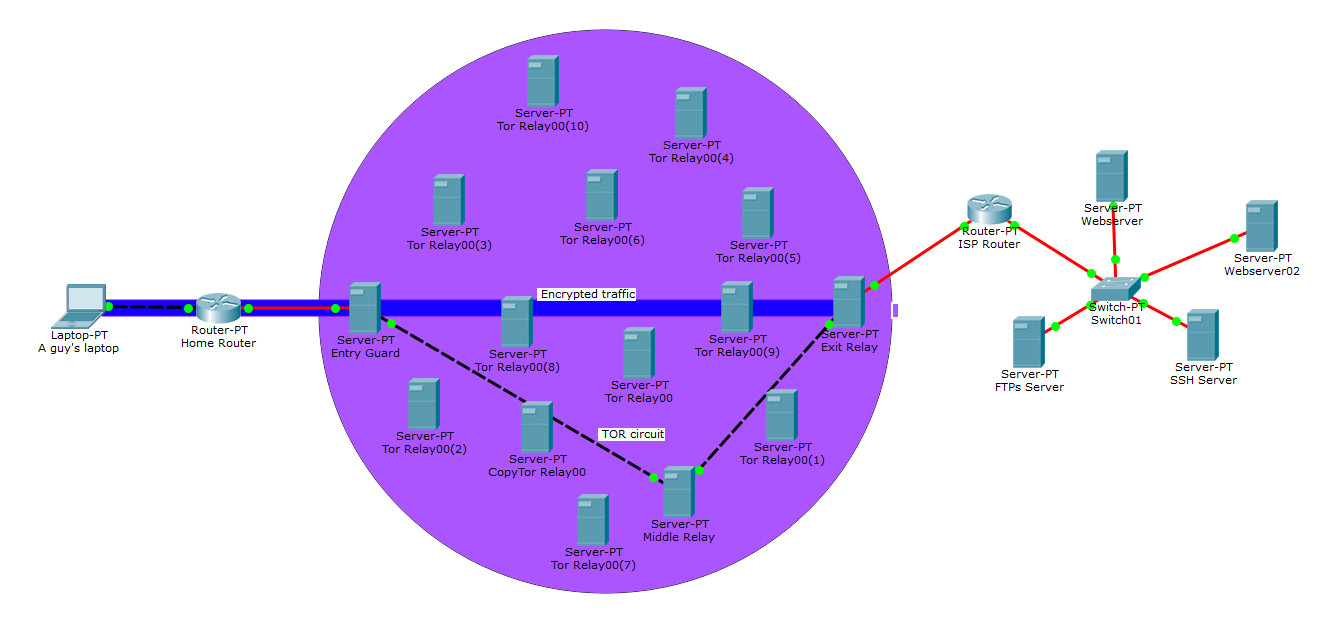 Server-PT
Tor Relay00(10)
Server-PT
Tor Relay00(4)
Server-PT
Tor Relay00(3)
Server-PT
Tor Relay00(6)
Server-PT
Tor Relay00(5)
Server-PT
Webserver
Router-PT
ISP Router
Server-PT
Webserver02
Encrypted traffic
Laptop-PT
A guy's laptop
Router-PT
Home Router
Server-PT
Entry Guard
Server-PT
Tor Relay00(8)
Server-PT
Tor Relay00(9)
Server-PT
Exit Relay
Switch-PT
Switch01
Server-PT
Tor Relay00
Server-PT
FTPs Server
Server-PT
SSH Server
Server-PT
Tor Relay00(2)
TOR circuit
Server-PT
CopyTor Relay00
Server-PT
Tor Relay00(1)
Server-PT
Middle Relay
Server-PT
Tor Relay00(7)